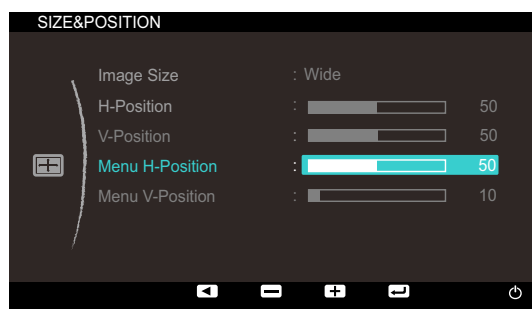 SIZE&POSITION
Image Size : Wide
H-Position : 50
V-Position : 50
Menu H-Position : 50
Menu V-Position : 10